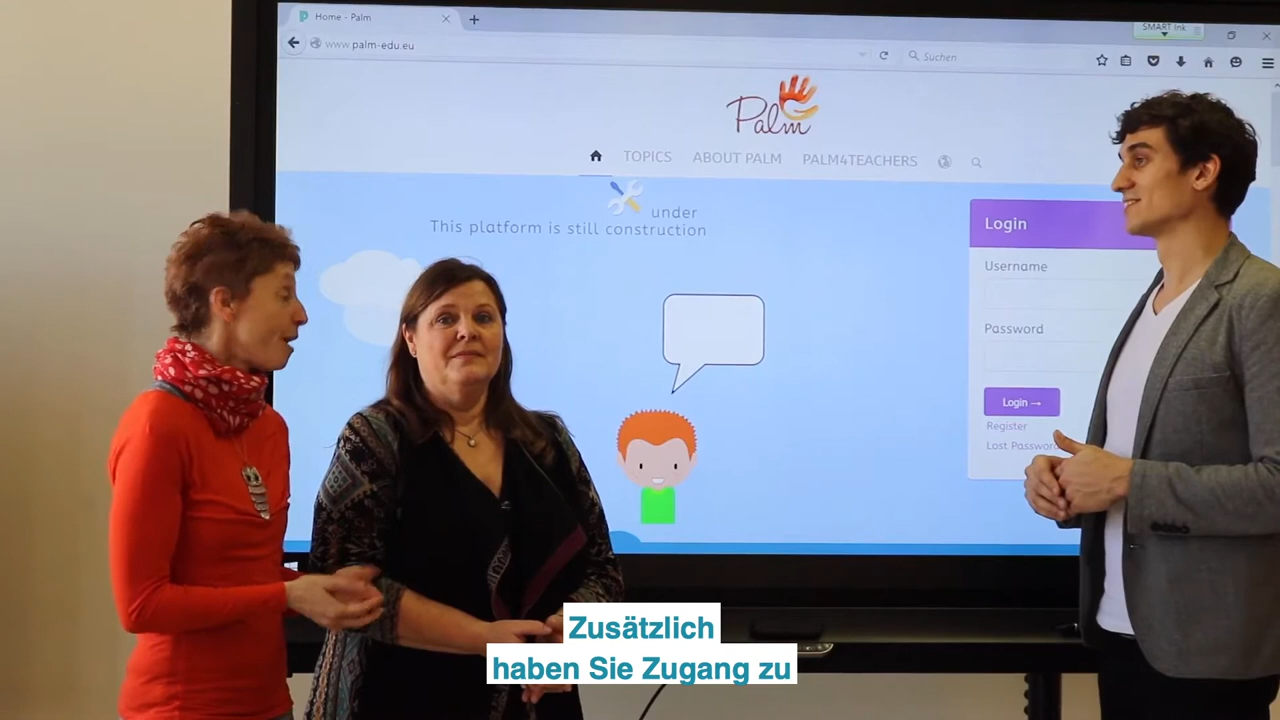 Home - Palm
SMART Ink
www.palm-edu.eu
Suchen
Palm
TOPICS ABOUT PALM PALM4TEACHERS
under
This platform is still construction
Login
Username
Password
Login →
Register
Lost Password
Zusätzlich
haben Sie Zugang zu